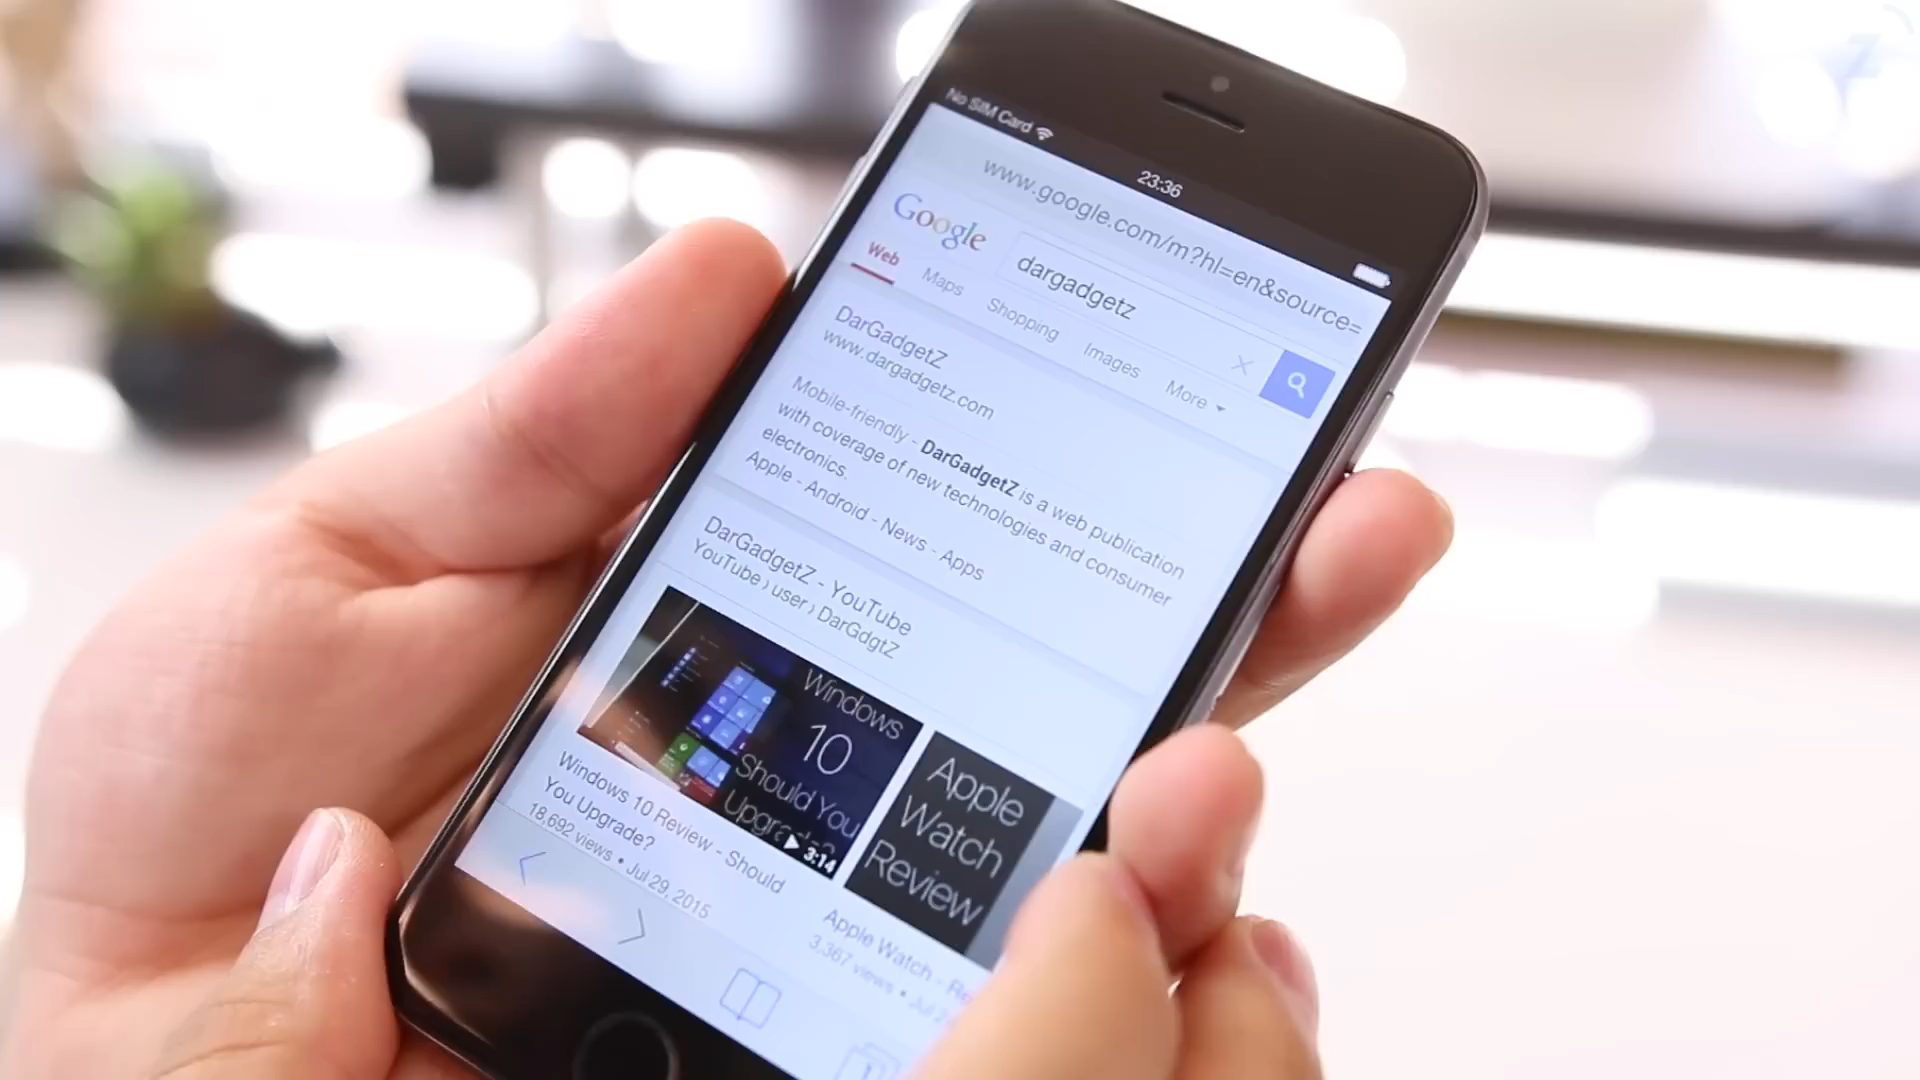 No SIM Card
23:36
www.google.com/m?hl=en&source=
Google
dargadgetz
Web
Maps
Shopping
Images
More
DarGadgetZ
www.dargadgetz.com
Mobile-friendly - DarGadgetZ is a web publication
with coverage of new technologies and consumer
electronics.
Apple - Android - News - Apps
DarGadgetZ - YouTube
YouTube › user › DarGdgtZ
Windows
10
Should You
3:14
Apple
Watch
Review
Windows 10 Review - Should
You Upgrade?
18,692 views • Jul 29, 2015
Apple Watch -
3,367 views •